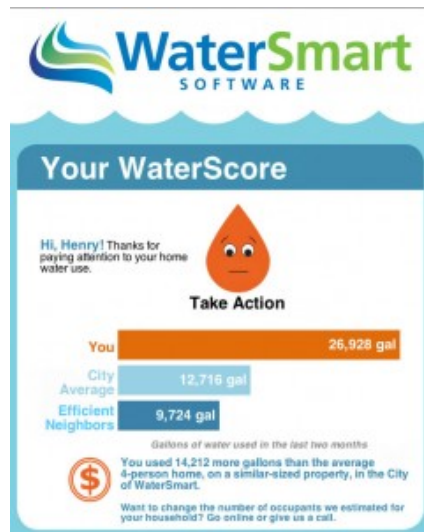 WaterSmart
SOFTWARE
Your WaterScore
Hi, Henry! Thanks for
paying attention to your home
water use.
Take Action
You 26,928 gal
City
Average 12,716 gal
Efficient
Neighbors 9,724 gal
Gallons of water used in the last two months
$
You used 14,212 more gallons than the average
4-person home, on a similar-sized property, in the City
of WaterSmart.
Want to change the number of occupants we estimated for
your household? Go online or give us a call.